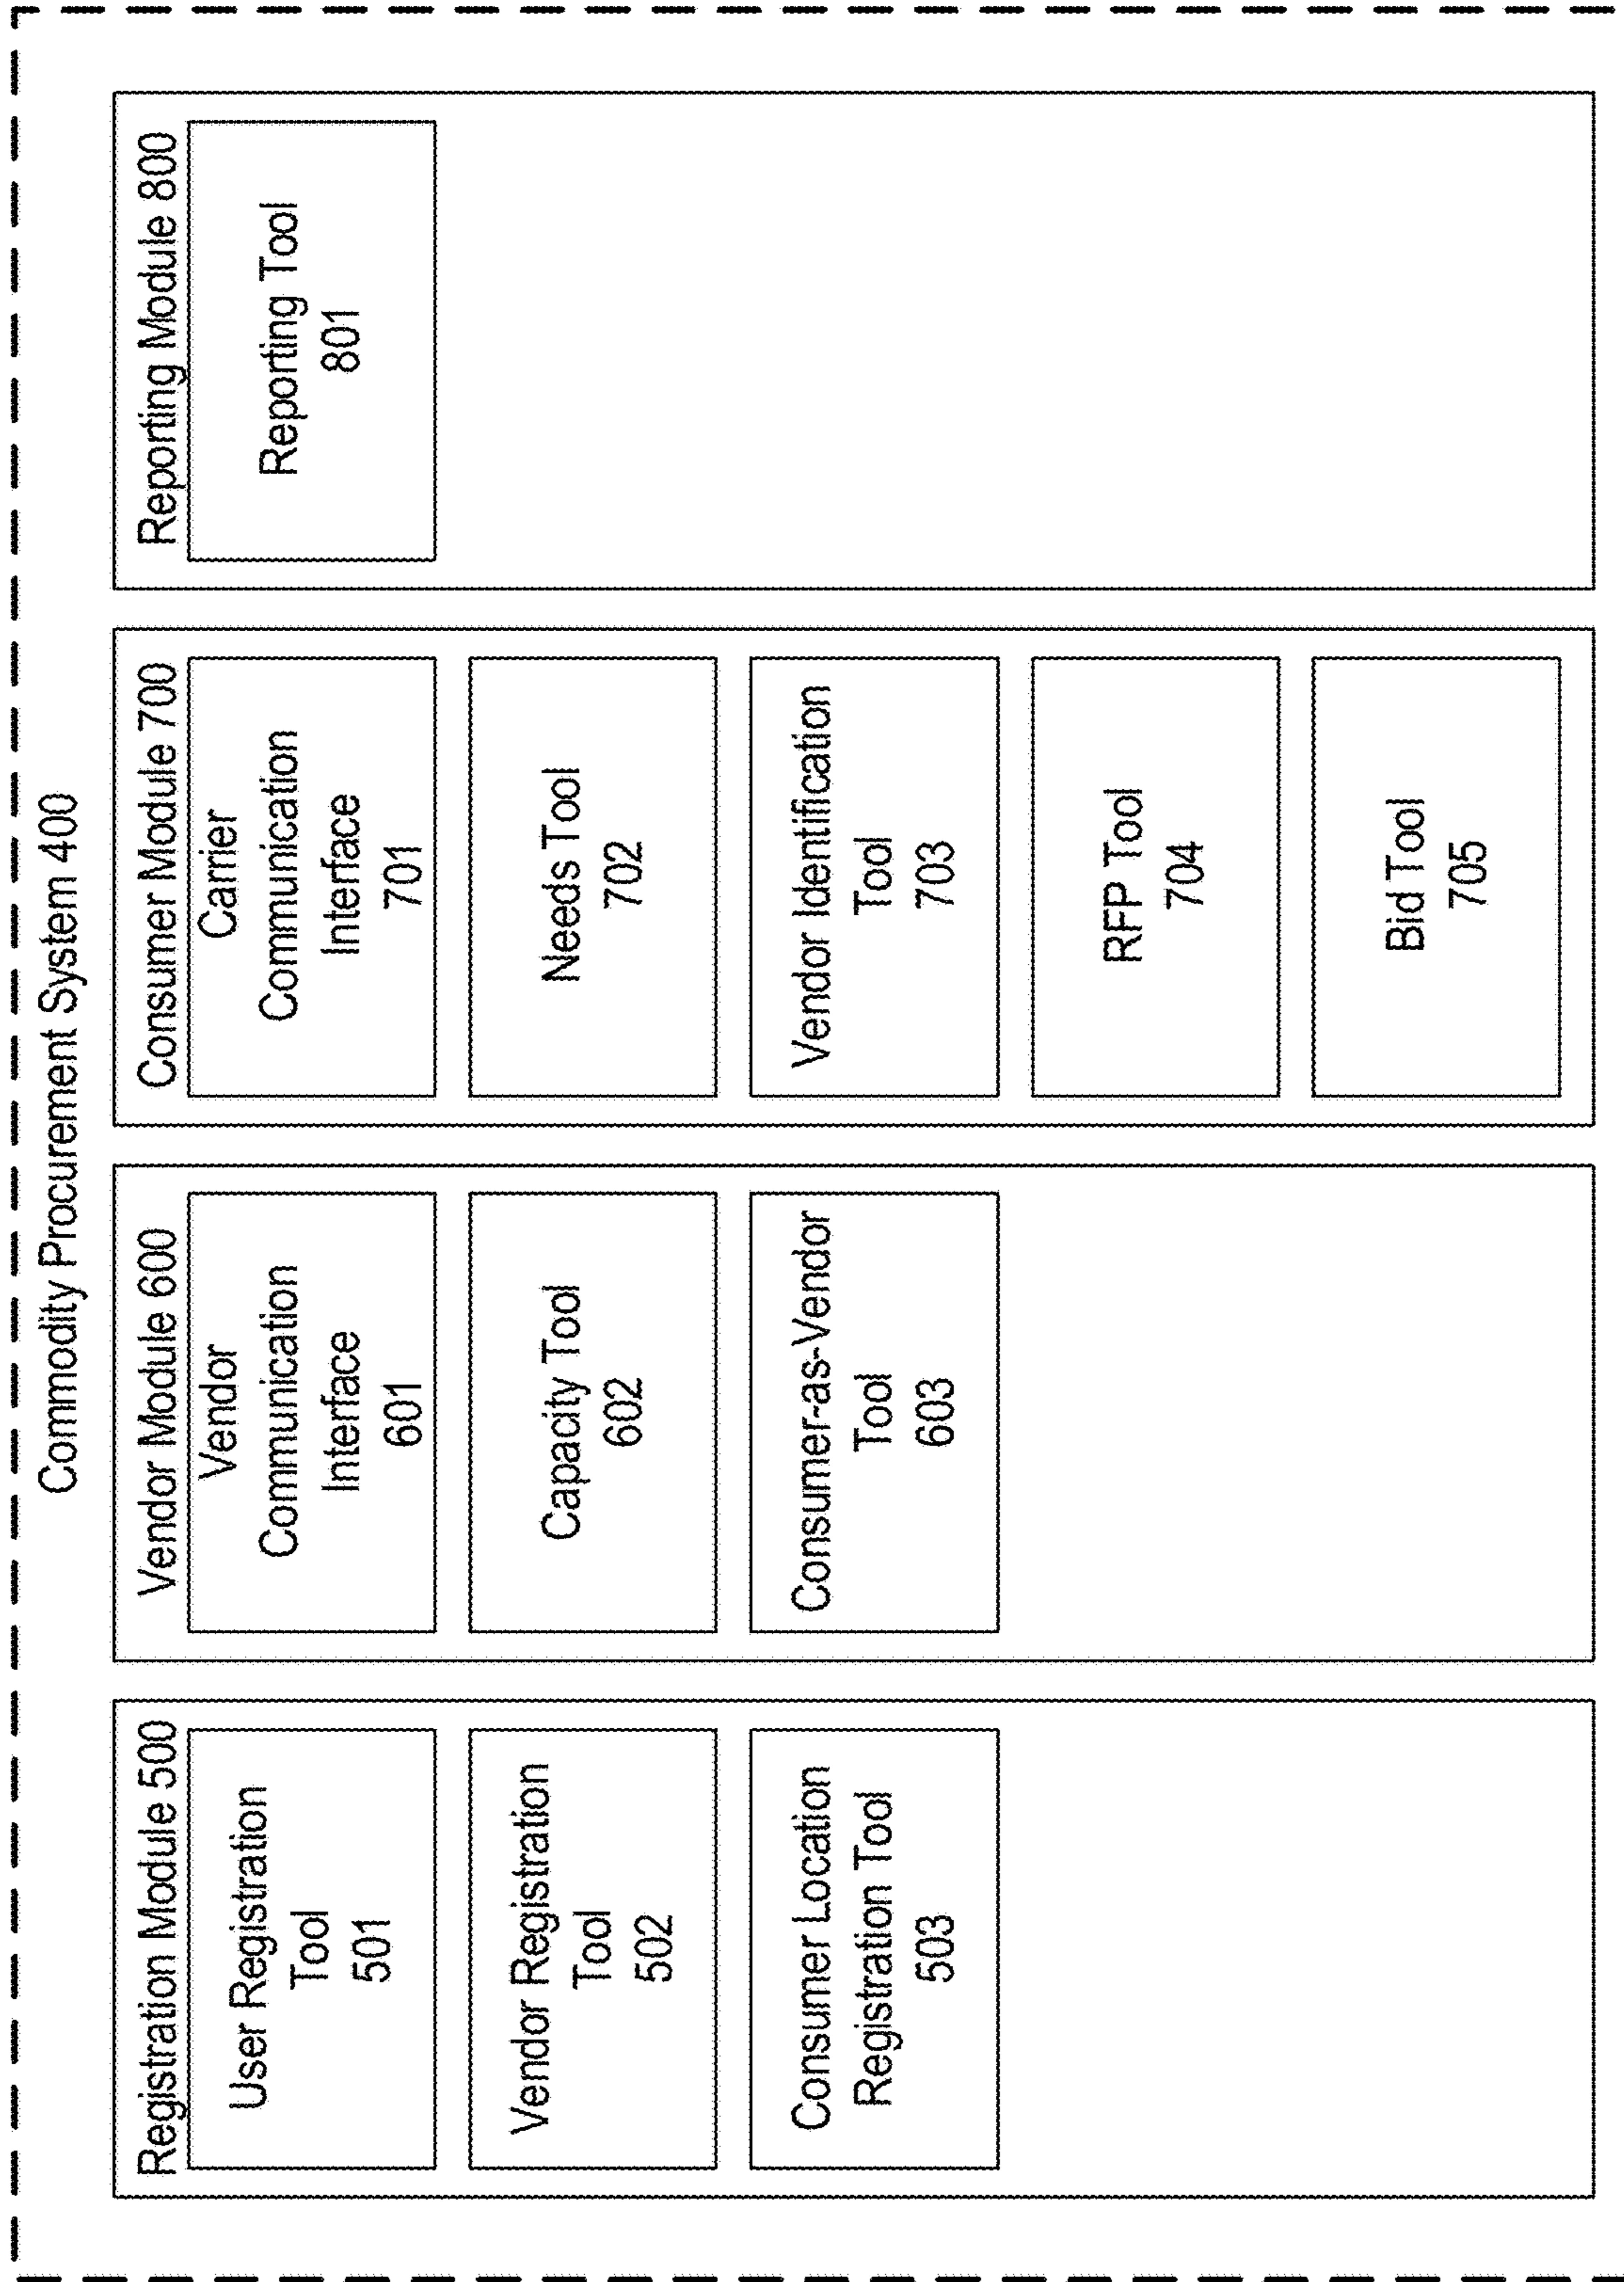 Commodity Procurement System 400
Registration Module 500
User Registration
Tool
501
Vendor Registration
Tool
502
Consumer Location
Registration Tool
503
Vendor Module 600
Vendor
Communication
Interface
601
Capacity Tool
602
Consumer-as-Vendor
Tool
603
Consumer Module 700
Carrier
Communication
Interface
701
Needs Tool
702
Vendor Identification
Tool
703
RFP Tool
704
Bid Tool
705
Reporting Module 800
Reporting Tool
801